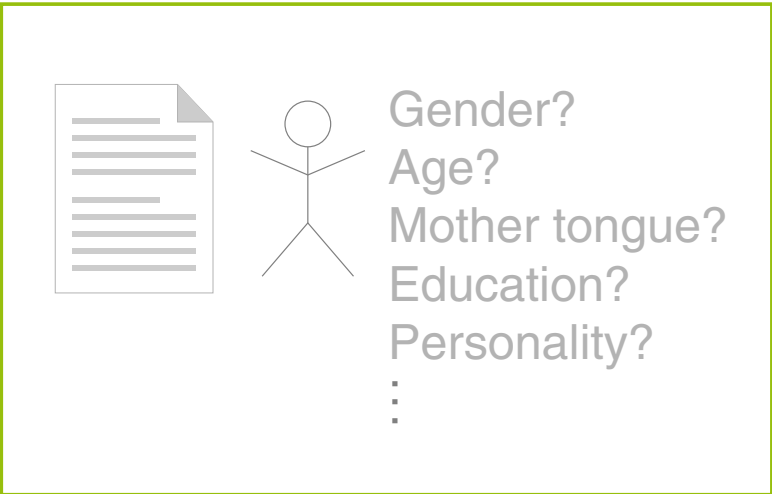 Gender?
Age?
Mother tongue?
Education?
Personality?
⋮